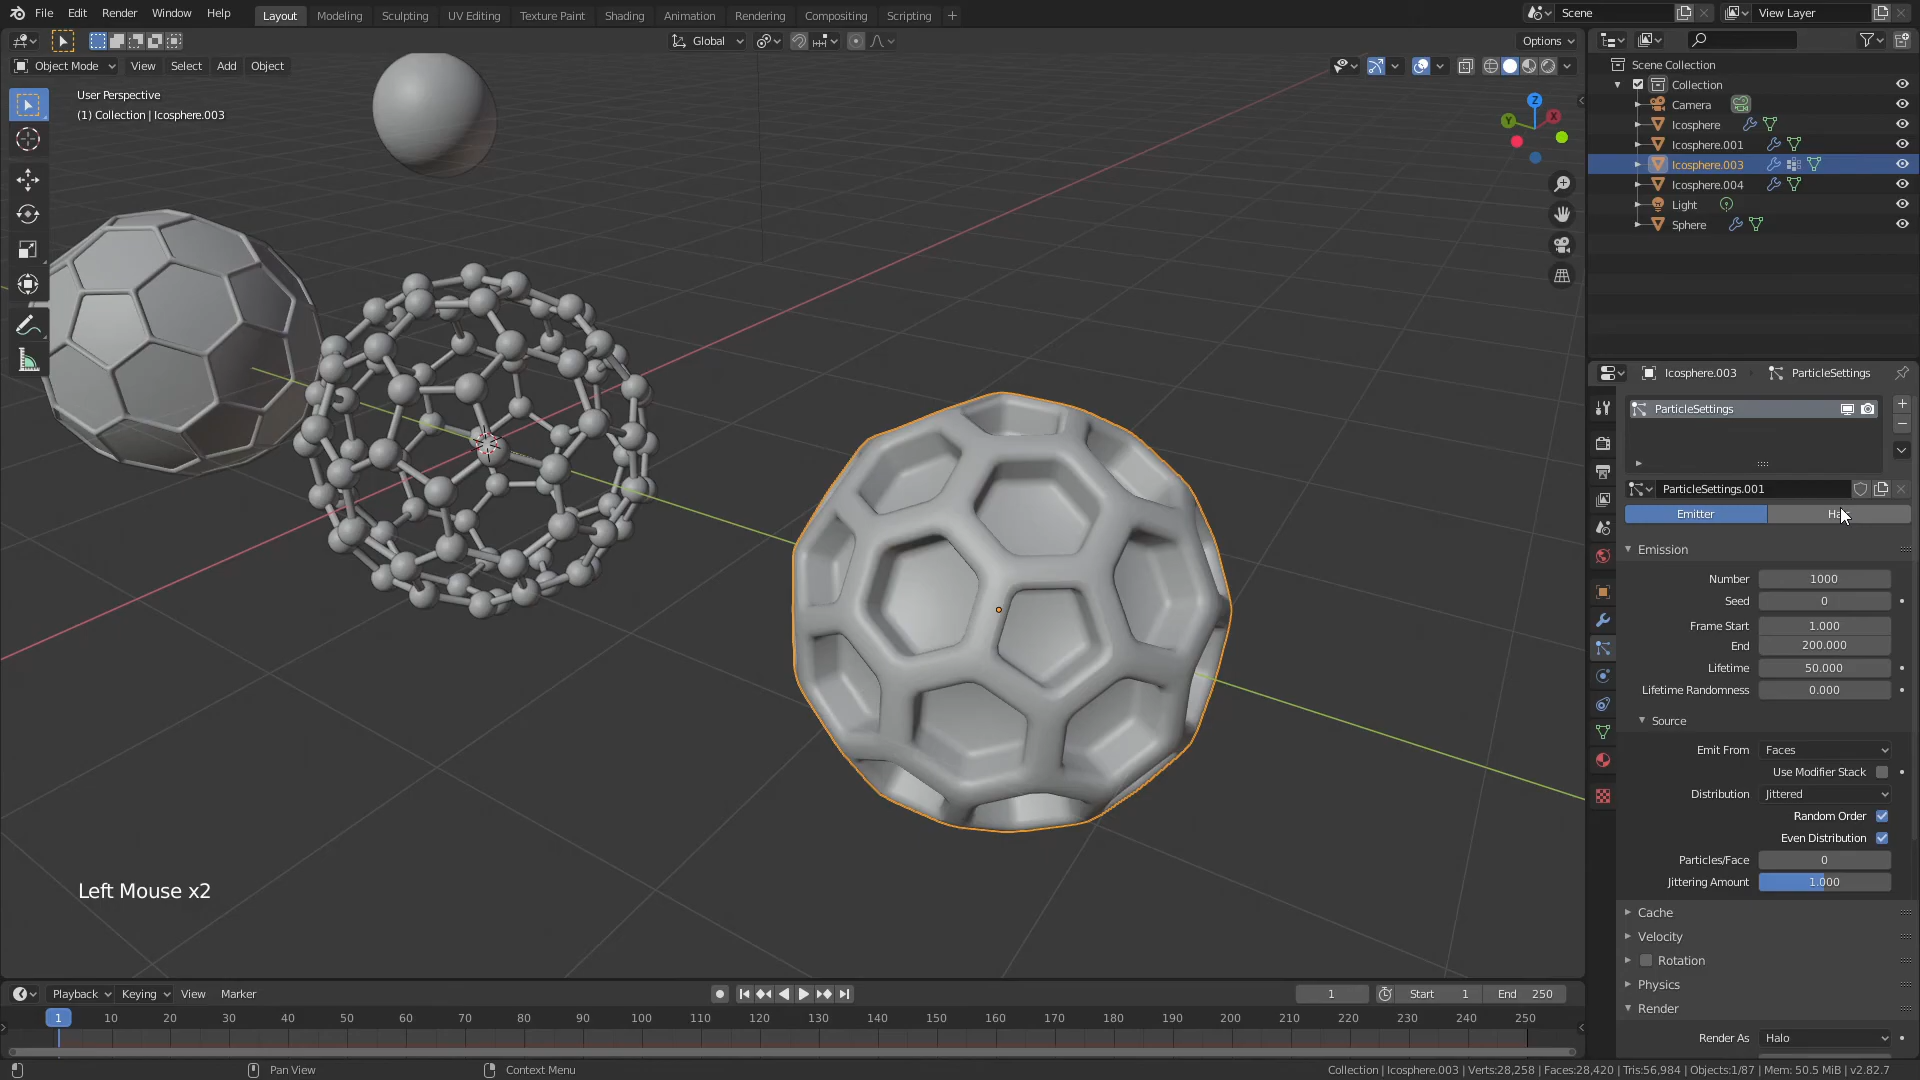 File Edit Render Window Help Layout Modeling Sculpting UV Editing Texture Paint Shading Animation Rendering Compositing Scripting + Scene View Layer
Global Options
Object Mode View Select Add Object
User Perspective
(1) Collection | Icosphere.003
Z
X
Y
Scene Collection
Collection
Camera
Icosphere
Icosphere.001
Icosphere.003
Icosphere.004
Light
Sphere
Icosphere.003 ParticleSettings
ParticleSettings
ParticleSettings.001
Emitter
Emission
Number 1000
Seed 0
Frame Start 1.000
End 200.000
Lifetime 50.000
Lifetime Randomness 0.000
Source
Emit From Faces
Use Modifier Stack
Distribution Jittered
Random Order
Even Distribution
Particles/Face 0
Jittering Amount 1.000
Cache
Velocity
Rotation
Physics
Render
Render As Halo
Left Mouse x2
Playback Keying View Marker 1 Start 1 End 250
1 10 20 30 40 50 60 70 80 90 100 110 120 130 140 150 160 170 180 190 200 210 220 230 240 250
Pan View Context Menu Collection | Icosphere.003 | Verts:28,258 | Faces:28,420 | Tris:56,984 | Objects:1/87 | Mem: 50.5 MiB | v2.82.7